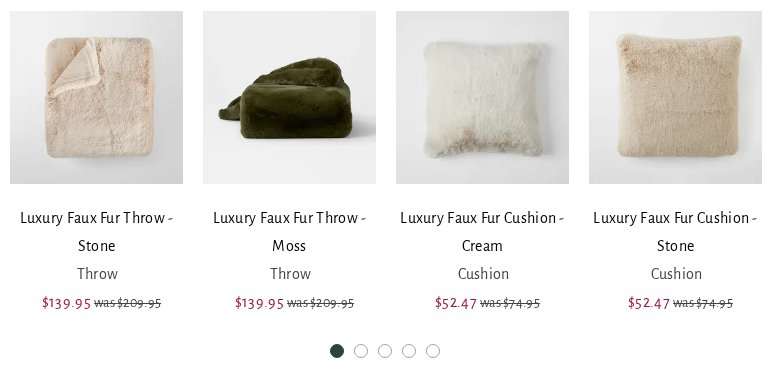 Luxury Faux Fur Throw -
Stone
Throw
$139.95 was $209.95
Luxury Faux Fur Throw -
Moss
Throw
$139.95 was $209.95
Luxury Faux Fur Cushion -
Cream
Cushion
$52.47 was $74.95
Luxury Faux Fur Cushion -
Stone
Cushion
$52.47 was $74.95